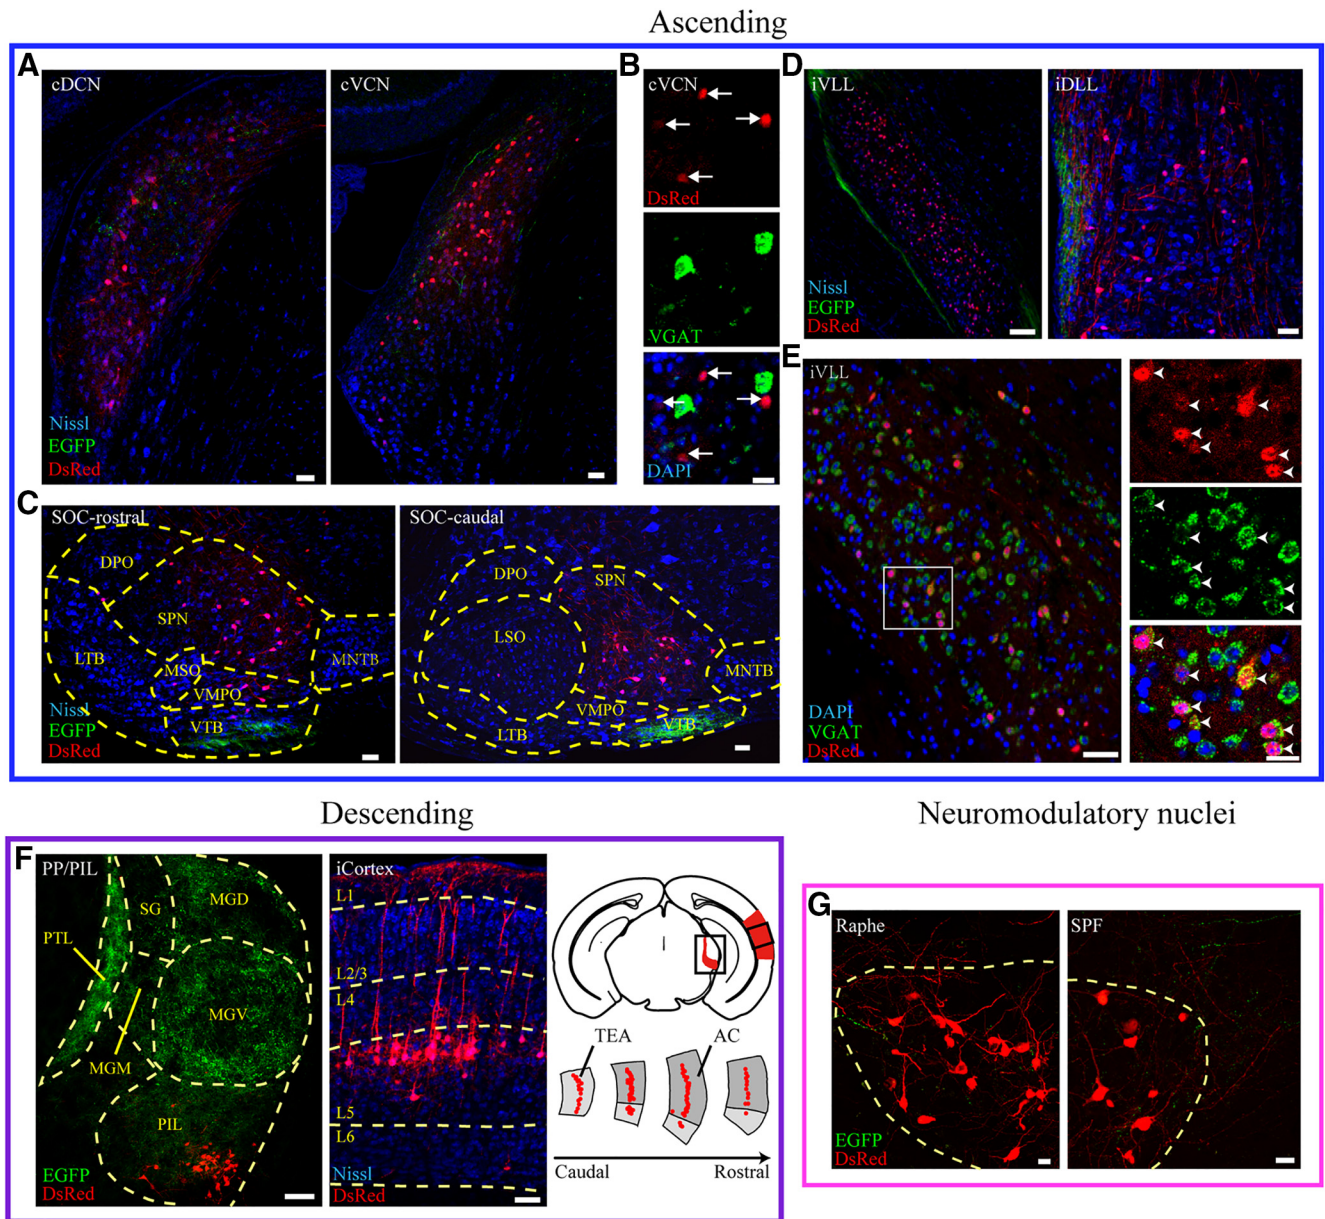 Ascending
A
cDCN
cVCN
Nissl
EGFP
DsRed
B
cVCN
DsRed
VGAT
DAPI
C
SOC-rostral
DPO
SPN
LTB
MSO
VMPO
VTB
MNTB
Nissl
EGFP
DsRed
SOC-caudal
DPO
SPN
LSO
MNTB
VMPO
LTB
VTB
D
iVLL
Nissl
EGFP
DsRed
iDLL
E
iVLL
DAPI
VGAT
DsRed
Descending
F
PP/PIL
SG
MGD
PTL
MGV
MGM
PIL
EGFP
DsRed
iCortex
L1
L2/3
L4
L5
L6
Nissl
DsRed
TEA
AC
Caudal
Rostral
Neuromodulatory nuclei
G
Raphe
EGFP
DsRed
SPF